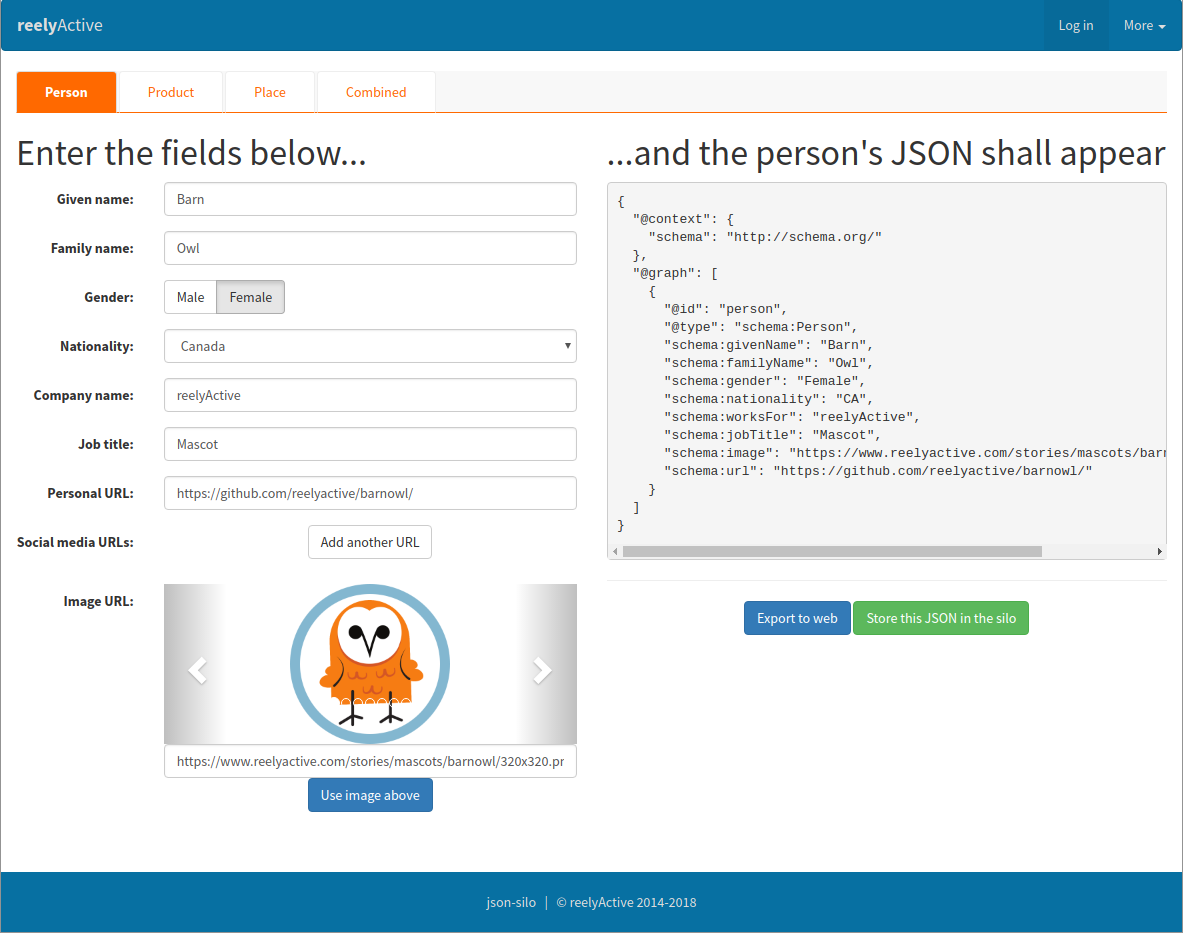 reelyActive
Log in
More
Person
Product
Place
Combined
Enter the fields below...
Given name:
Barn
Family name:
Owl
Gender:
Male
Female
Nationality:
Canada
Company name:
reelyActive
Job title:
Mascot
Personal URL:
https://github.com/reelyactive/barnowl/
Social media URLs:
Add another URL
Image URL:
https://www.reelyactive.com/stories/mascots/barnowl/320x320.pr
Use image above
...and the person's JSON shall appear
{
"@context": {
"schema": "http://schema.org/"
},
"@graph": [
{
"@id": "person",
"@type": "schema:Person",
"schema:givenName": "Barn",
"schema:familyName": "Owl",
"schema:gender": "Female",
"schema:nationality": "CA",
"schema:worksFor": "reelyActive",
"schema:jobTitle": "Mascot",
"schema:image": "https://www.reelyactive.com/stories/mascots/barn
"schema:url": "https://github.com/reelyactive/barnowl/"
}
]
}
Export to web
Store this JSON in the silo
json-silo | © reelyActive 2014-2018